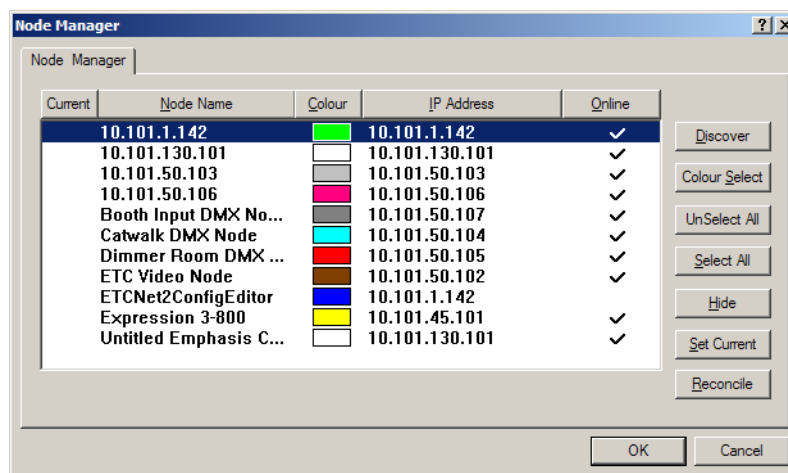 Node Manager
Node Manager
Current Node Name Colour IP Address Online
10.101.1.142 10.101.1.142
10.101.130.101 10.101.130.101
10.101.50.103 10.101.50.103
10.101.50.106 10.101.50.106
Booth Input DMX No... 10.101.50.107
Catwalk DMX Node 10.101.50.104
Dimmer Room DMX ... 10.101.50.105
ETC Video Node 10.101.50.102
ETCNet2ConfigEditor 10.101.1.142
Expression 3-800 10.101.45.101
Untitled Emphasis C... 10.101.130.101
Discover
Colour Select
UnSelect All
Select All
Hide
Set Current
Reconcile
OK Cancel